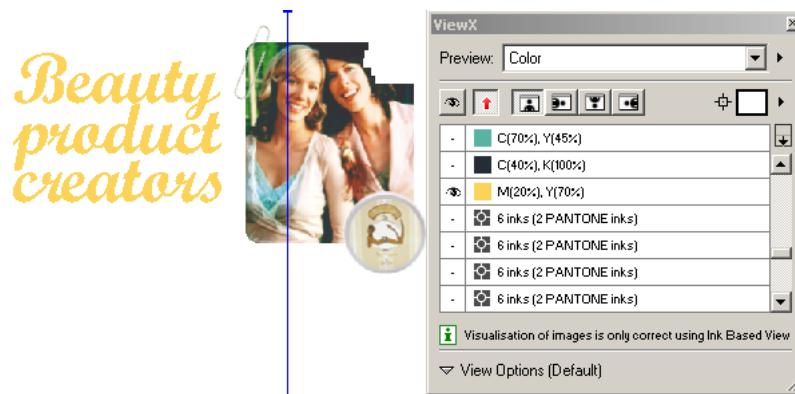 Beauty
product
creators
ViewX
Preview: Color
- C(70%), Y(45%)
- C(40%), K(100%)
M(20%), Y(70%)
- 6 inks (2 PANTONE inks)
- 6 inks (2 PANTONE inks)
- 6 inks (2 PANTONE inks)
- 6 inks (2 PANTONE inks)
Visualisation of images is only correct using Ink Based View
View Options (Default)